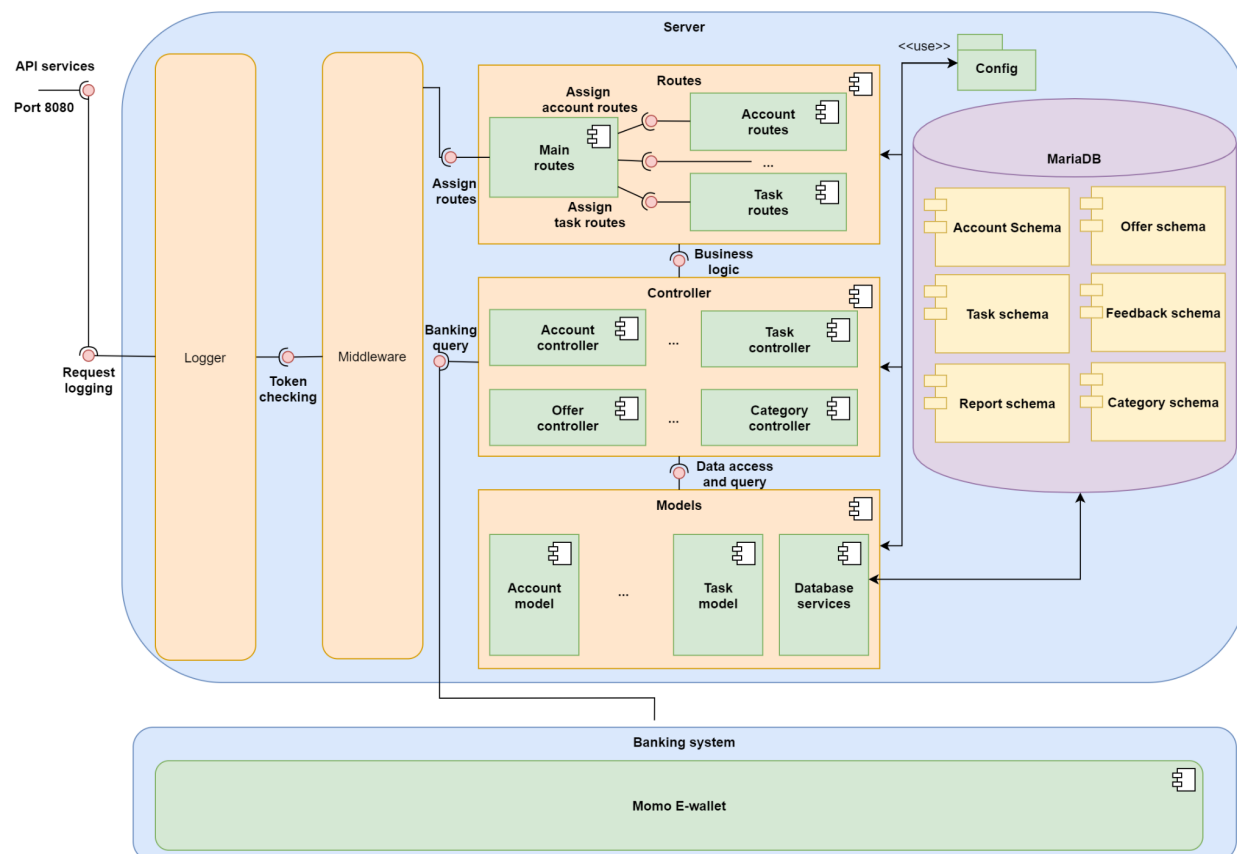 Server
API services
Port 8080
Request
logging
Logger
Token
checking
Middleware
Assign
routes
Routes
Assign
account routes
Main
routes
Account
routes
...
Assign
task routes
Task
routes
<<use>>
Config
Business
logic
Controller
Banking
query
Account
controller
...
Task
controller
Offer
controller
...
Category
controller
Data access
and query
Models
Account
model
...
Task
model
Database
services
MariaDB
Account Schema
Offer schema
Task schema
Feedback schema
Report schema
Category schema
Banking system
Momo E-wallet